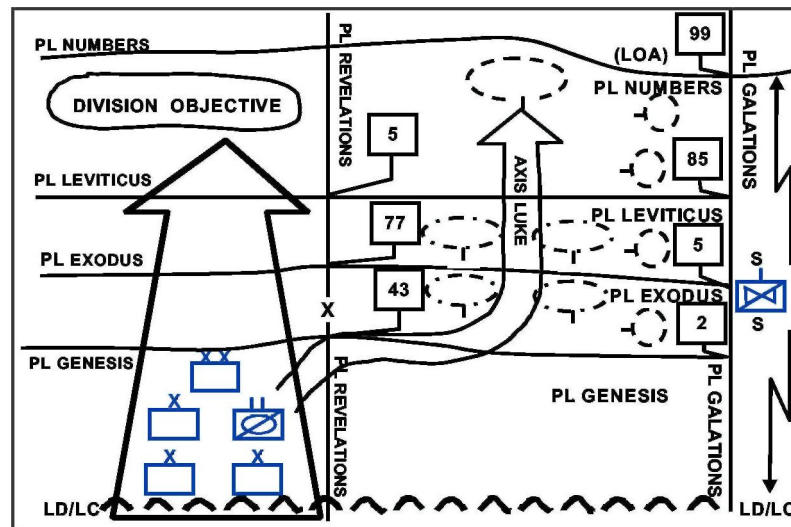 PL NUMBERS
PL REVELATIONS
99
(LOA)
PL GALATIONS
PL NUMBERS
DIVISION OBJECTIVE
5
AXIS LUKE
85
PL LEVITICUS
PL LEVITICUS
77
5
S
PL EXODUS
PL EXODUS
43
X
2
S
PL GENESIS
X X
PL REVELATIONS
PL GENESIS
PL GALATIONS
X
X
X
LD/LC
LD/LC